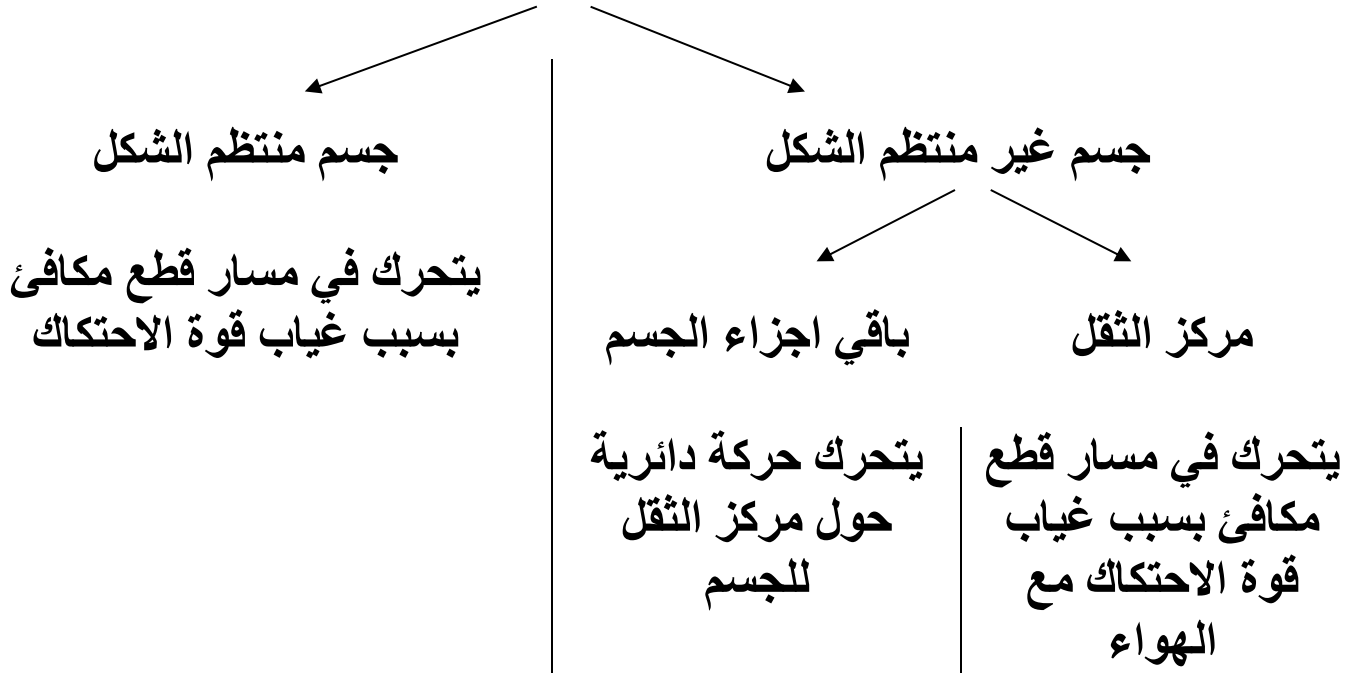 جسم غير منتظم الشكل
جسم منتظم الشكل
مركز الثقل
باقي اجزاء الجسم
يتحرك في مسار قطع
مكافئ بسبب غياب
قوة الاحتكاك مع
الهواء
يتحرك حركة دائرية
حول مركز الثقل
للجسم
يتحرك في مسار قطع مكافئ
بسبب غياب قوة الاحتكاك